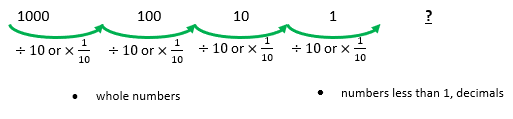 1000 100 10 1 ?
÷ 10 or × 1/10 ÷ 10 or × 1/10 ÷ 10 or × 1/10 ÷ 10 or × 1/10
• whole numbers • numbers less than 1, decimals